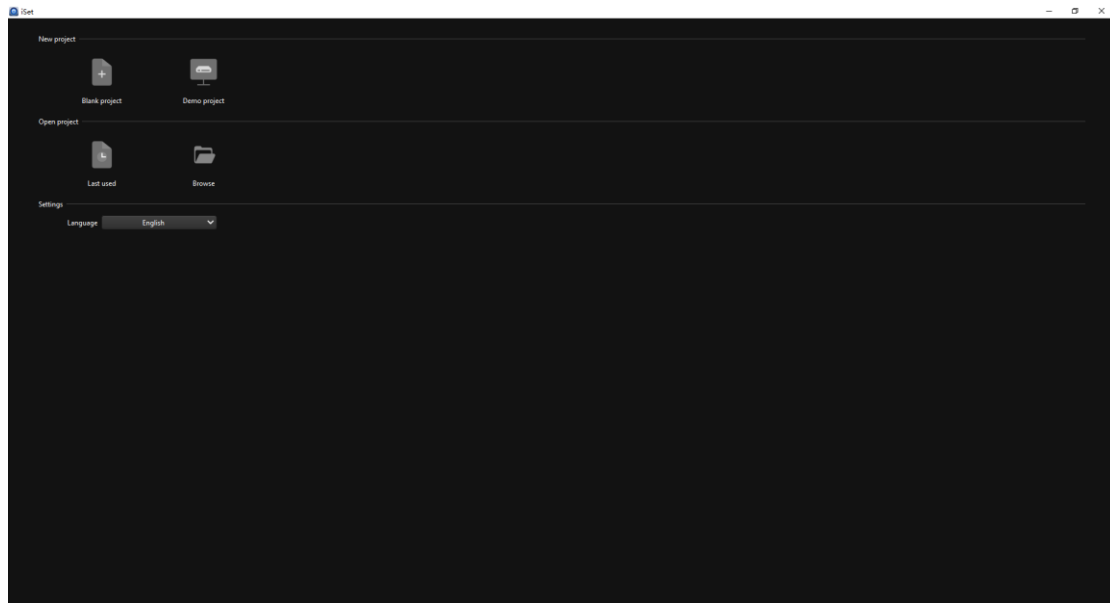 iSet
New project
Blank project
Demo project
Open project
Last used
Browse
Settings
Language English